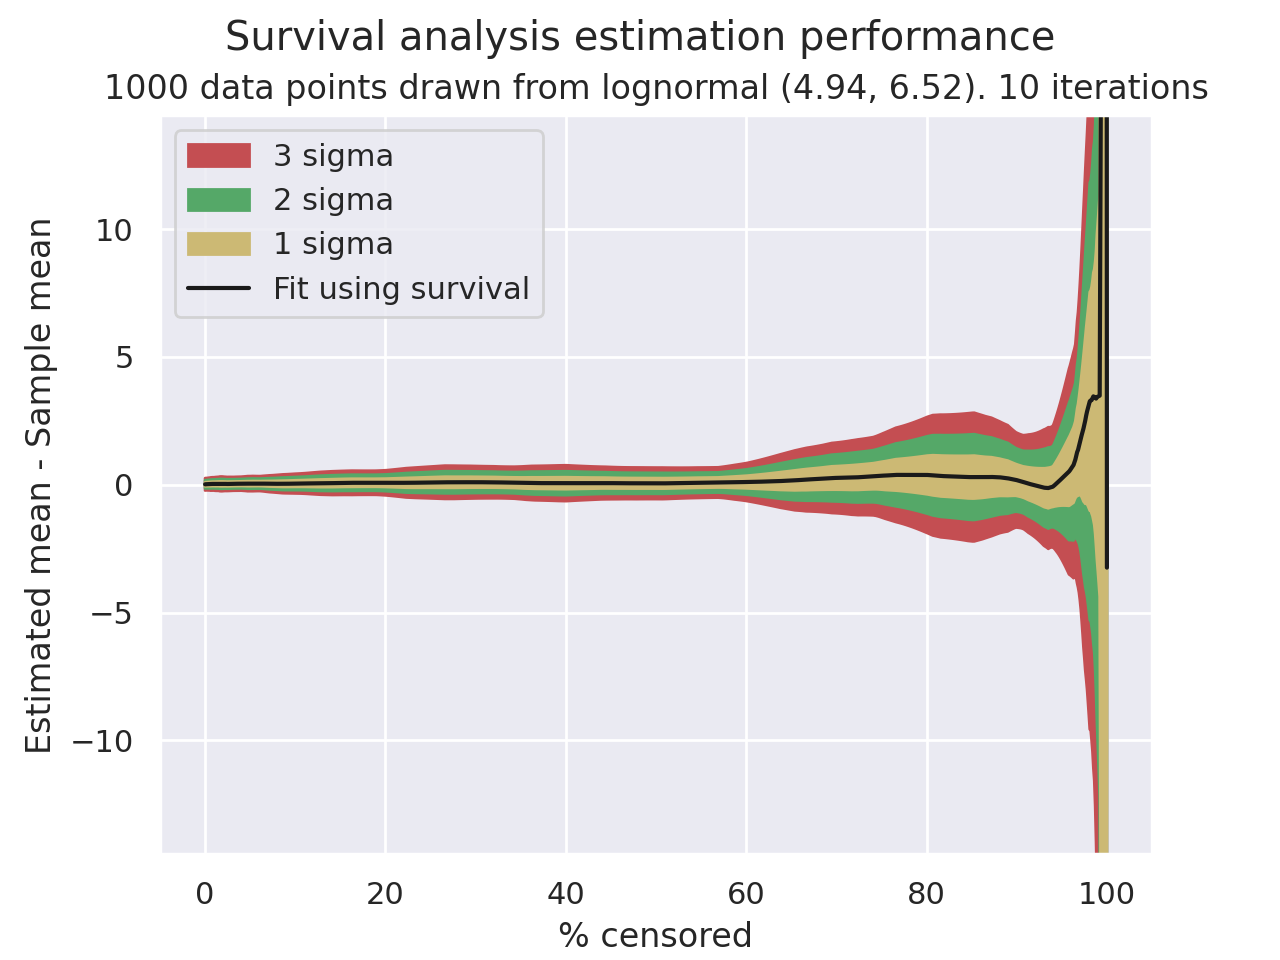 Survival analysis estimation performance
1000 data points drawn from lognormal (4.94, 6.52). 10 iterations
3 sigma
2 sigma
1 sigma
Fit using survival
Estimated mean - Sample mean
10
5
0
−5
−10
0 20 40 60 80 100
% censored